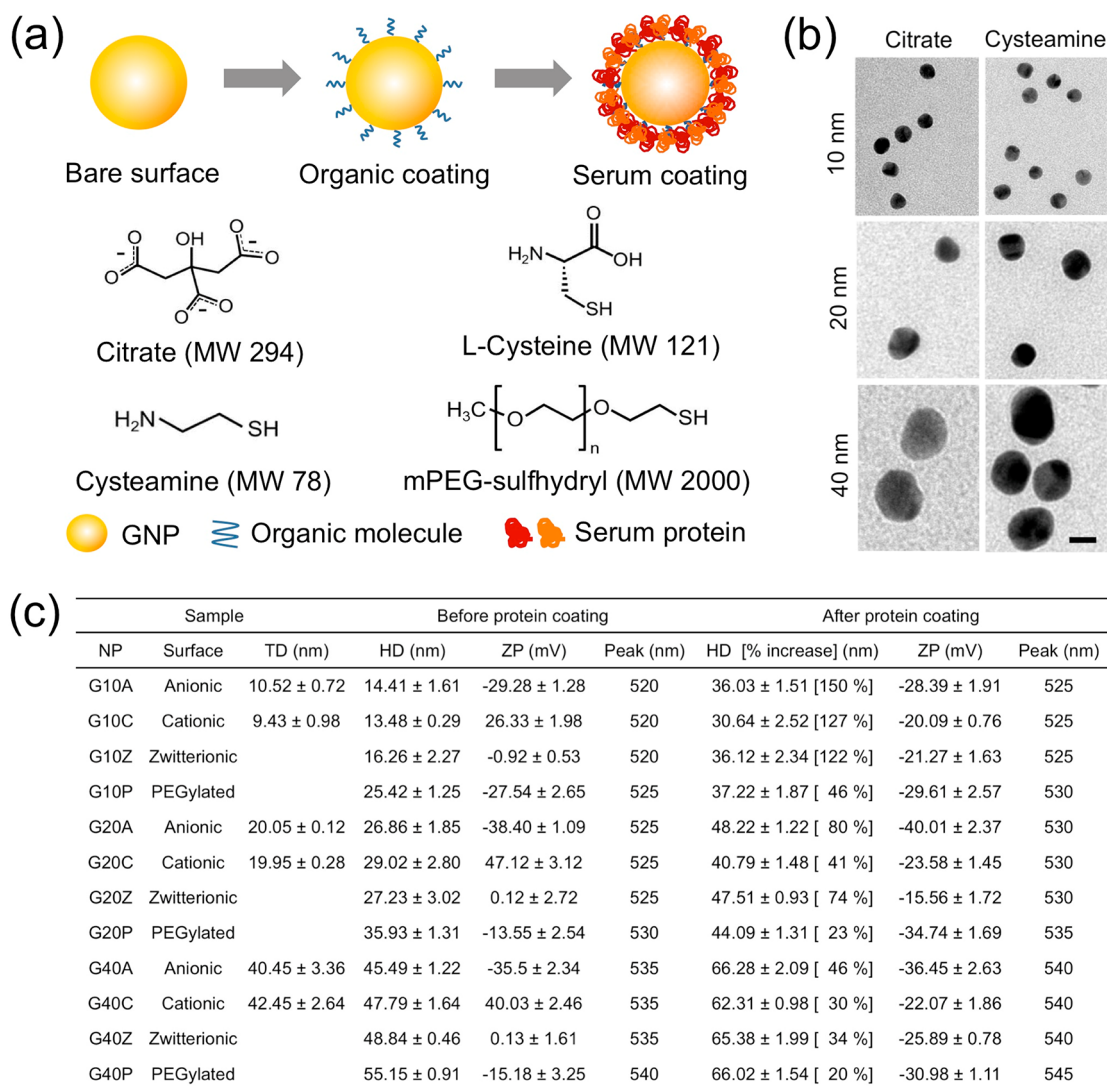 (a)
Bare surface
Organic coating
Serum coating
O
OH
O
-
-
O
O
O
O
-
O
H₂N
OH
SH
Citrate (MW 294)
L-Cysteine (MW 121)
H₂N
SH
H₃C
O
O
SH
n
Cysteamine (MW 78)
mPEG-sulfhydryl (MW 2000)
GNP
Organic molecule
Serum protein
(b)
Citrate
Cysteamine
10 nm
20 nm
40 nm
(c)
Sample Before protein coating After protein coating
NP Surface TD (nm) HD (nm) ZP (mV) Peak (nm) HD [% increase] (nm) ZP (mV) Peak (nm)
G10A Anionic 10.52 ± 0.72 14.41 ± 1.61 -29.28 ± 1.28 520 36.03 ± 1.51 [150 %] -28.39 ± 1.91 525
G10C Cationic 9.43 ± 0.98 13.48 ± 0.29 26.33 ± 1.98 520 30.64 ± 2.52 [127 %] -20.09 ± 0.76 525
G10Z Zwitterionic 16.26 ± 2.27 -0.92 ± 0.53 520 36.12 ± 2.34 [122 %] -21.27 ± 1.63 525
G10P PEGylated 25.42 ± 1.25 -27.54 ± 2.65 525 37.22 ± 1.87 [ 46 %] -29.61 ± 2.57 530
G20A Anionic 20.05 ± 0.12 26.86 ± 1.85 -38.40 ± 1.09 525 48.22 ± 1.22 [ 80 %] -40.01 ± 2.37 530
G20C Cationic 19.95 ± 0.28 29.02 ± 2.80 47.12 ± 3.12 525 40.79 ± 1.48 [ 41 %] -23.58 ± 1.45 530
G20Z Zwitterionic 27.23 ± 3.02 0.12 ± 2.72 525 47.51 ± 0.93 [ 74 %] -15.56 ± 1.72 530
G20P PEGylated 35.93 ± 1.31 -13.55 ± 2.54 530 44.09 ± 1.31 [ 23 %] -34.74 ± 1.69 535
G40A Anionic 40.45 ± 3.36 45.49 ± 1.22 -35.5 ± 2.34 535 66.28 ± 2.09 [ 46 %] -36.45 ± 2.63 540
G40C Cationic 42.45 ± 2.64 47.79 ± 1.64 40.03 ± 2.46 535 62.31 ± 0.98 [ 30 %] -22.07 ± 1.86 540
G40Z Zwitterionic 48.84 ± 0.46 0.13 ± 1.61 535 65.38 ± 1.99 [ 34 %] -25.89 ± 0.78 540
G40P PEGylated 55.15 ± 0.91 -15.18 ± 3.25 540 66.02 ± 1.54 [ 20 %] -30.98 ± 1.11 545